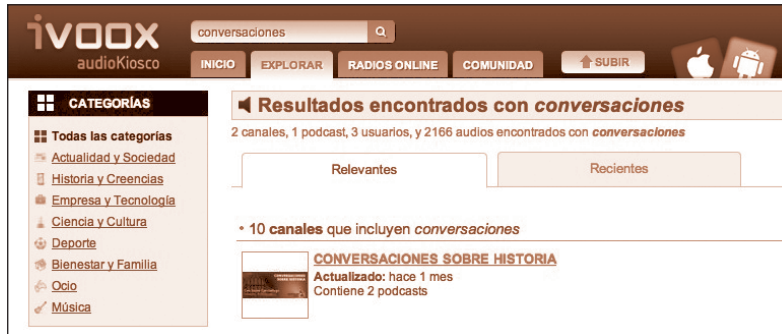 ivoox
audioKiosco
conversaciones
INICIO
EXPLORAR
RADIOS ONLINE
COMUNIDAD
SUBIR
CATEGORÍAS
Todas las categorías
Actualidad y Sociedad
Historia y Creencias
Empresa y Tecnología
Ciencia y Cultura
Deporte
Bienestar y Familia
Ocio
Música
Resultados encontrados con conversaciones
2 canales, 1 podcast, 3 usuarios, y 2166 audios encontrados con conversaciones
Relevantes
Recientes
10 canales que incluyen conversaciones
CONVERSACIONES SOBRE HISTORIA
Actualizado: hace 1 mes
Contiene 2 podcasts